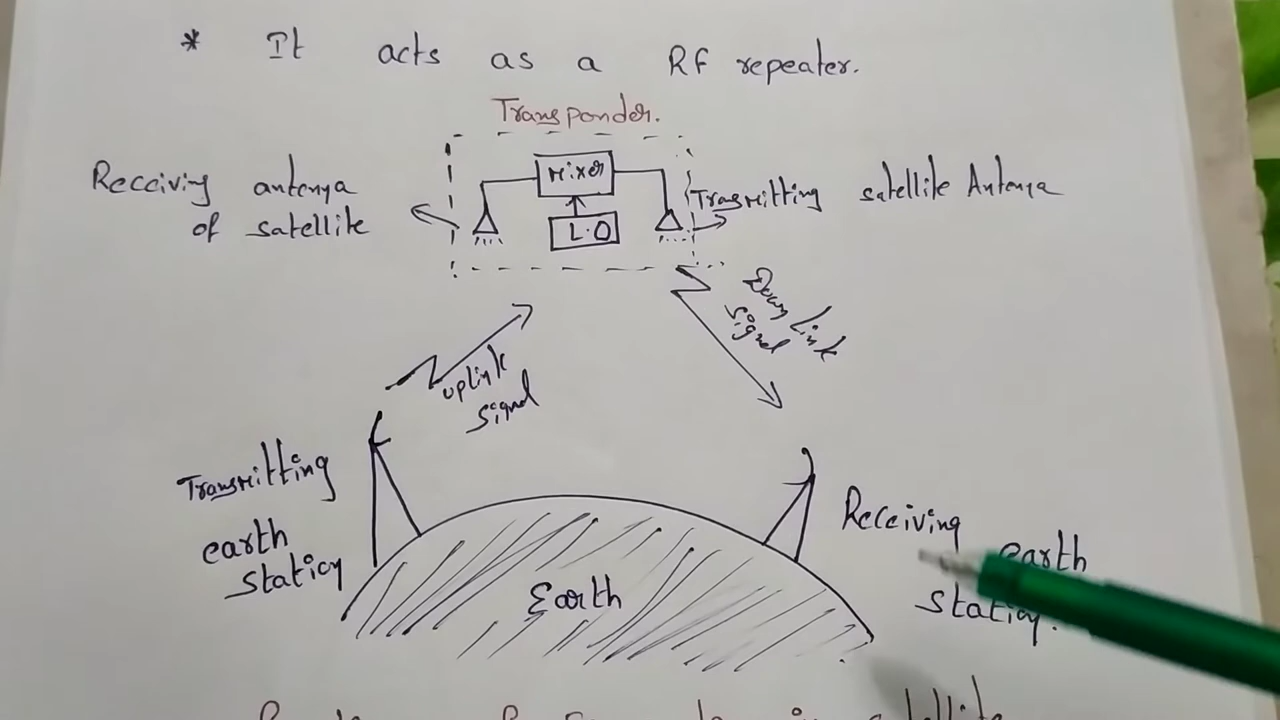 * It acts as a RF repeater.
Transponder.
Receiving antenna
of satellite
Mixer
L.O
Transmitting satellite Antenna
Down link
signal
uplink
signal
Transmitting
earth
station
Receiving
earth
station.
Earth